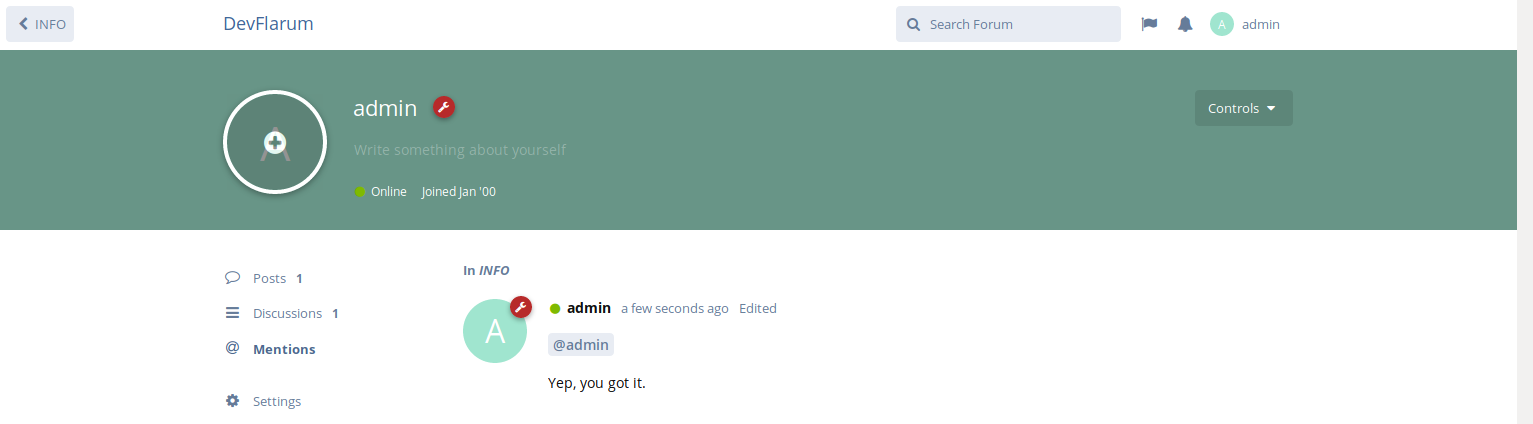 INFO
DevFlarum
Search Forum
A admin
admin
Controls
A
Write something about yourself
Online Joined Jan '00
Posts 1
Discussions 1
@ Mentions
Settings
In INFO
A
admin a few seconds ago Edited
@admin
Yep, you got it.